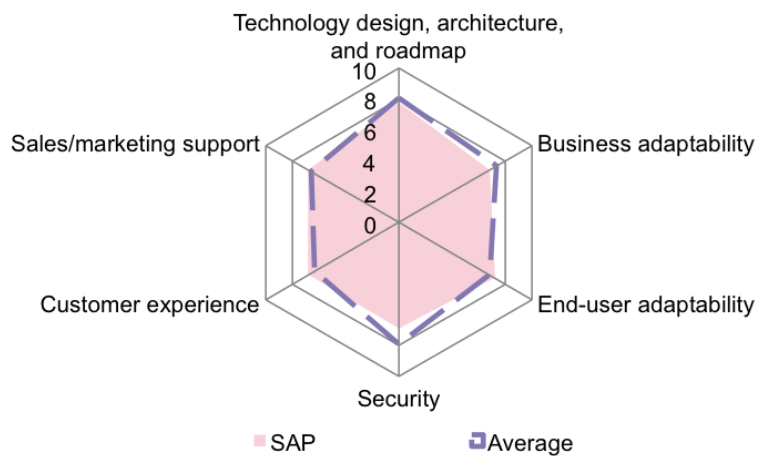 Technology design, architecture,
and roadmap
10
8
6
4
2
0
Sales/marketing support
Business adaptability
Customer experience
End-user adaptability
Security
SAP
Average